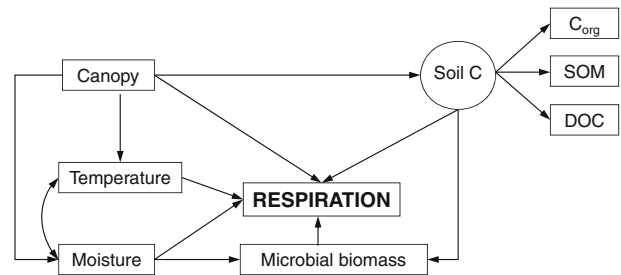 C_org
Canopy
Soil C
SOM
DOC
Temperature
RESPIRATION
Moisture
Microbial biomass